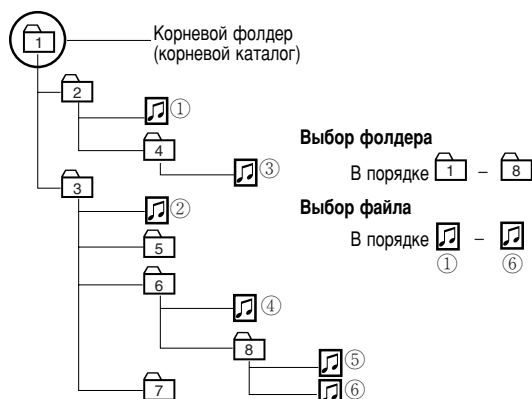 1
Корневой фолдер
(корневой каталог)
2
①
4
③
3
②
5
6
④
8
⑤
⑥
7
Выбор фолдера
В порядке 1 – 8
Выбор файла
В порядке –
① ⑥